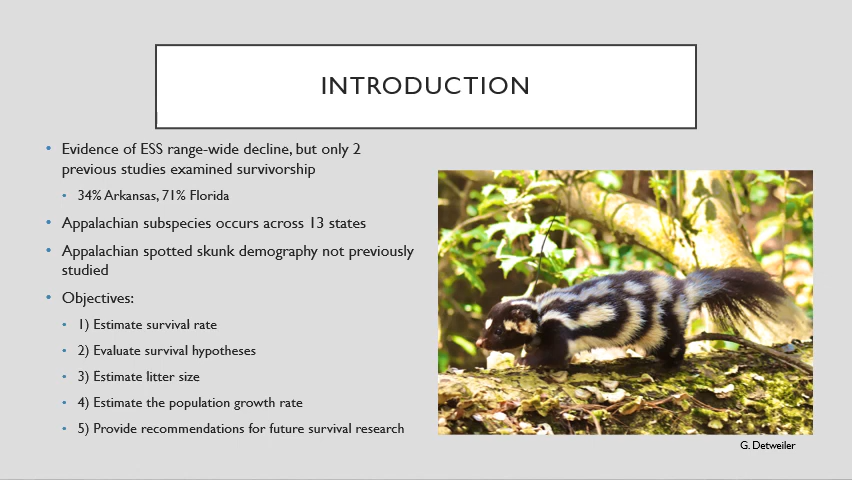 INTRODUCTION
• Evidence of ESS range-wide decline, but only 2
previous studies examined survivorship
• 34% Arkansas, 71% Florida
• Appalachian subspecies occurs across 13 states
• Appalachian spotted skunk demography not previously
studied
• Objectives:
• 1) Estimate survival rate
• 2) Evaluate survival hypotheses
• 3) Estimate litter size
• 4) Estimate the population growth rate
• 5) Provide recommendations for future survival research
G. Detweiler